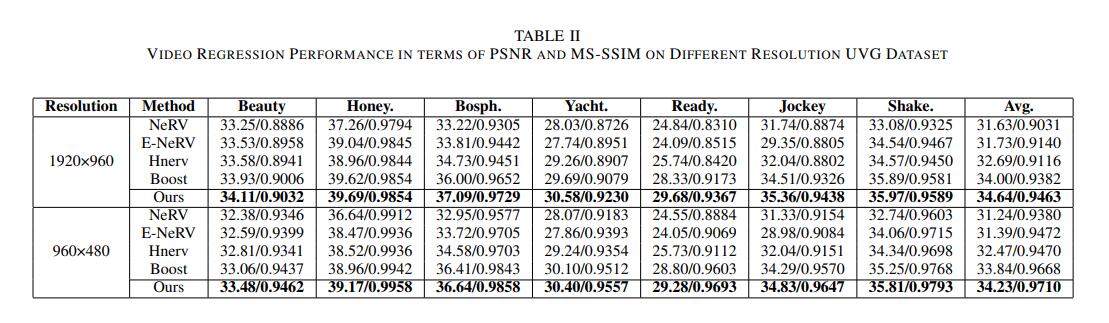 TABLE II
VIDEO REGRESSION PERFORMANCE IN TERMS OF PSNR AND MS-SSIM ON DIFFERENT RESOLUTION UVG DATASET
Resolution Method Beauty Honey. Bosph. Yacht. Ready. Jockey Shake. Avg.
NeRV 33.25/0.8886 37.26/0.9794 33.22/0.9305 28.03/0.8726 24.84/0.8310 31.74/0.8874 33.08/0.9325 31.63/0.9031
E-NeRV 33.53/0.8958 39.04/0.9845 33.81/0.9442 27.74/0.8951 24.09/0.8515 29.35/0.8805 34.54/0.9467 31.73/0.9140
1920×960 Hnerv 33.58/0.8941 38.96/0.9844 34.73/0.9451 29.26/0.8907 25.74/0.8420 32.04/0.8802 34.57/0.9450 32.69/0.9116
Boost 33.93/0.9006 39.62/0.9854 36.00/0.9652 29.69/0.9079 28.33/0.9173 34.51/0.9326 35.89/0.9581 34.00/0.9382
Ours 34.11/0.9032 39.69/0.9854 37.09/0.9729 30.58/0.9230 29.68/0.9367 35.36/0.9438 35.97/0.9589 34.64/0.9463
NeRV 32.38/0.9346 36.64/0.9912 32.95/0.9577 28.07/0.9183 24.55/0.8884 31.33/0.9154 32.74/0.9603 31.24/0.9380
E-NeRV 32.59/0.9399 38.47/0.9936 33.72/0.9705 27.86/0.9393 24.05/0.9069 28.98/0.9084 34.06/0.9715 31.39/0.9472
960×480 Hnerv 32.81/0.9341 38.52/0.9936 34.58/0.9703 29.24/0.9354 25.73/0.9112 32.04/0.9151 34.34/0.9698 32.47/0.9470
Boost 33.06/0.9437 38.96/0.9942 36.41/0.9843 30.10/0.9512 28.80/0.9603 34.29/0.9570 35.25/0.9768 33.84/0.9668
Ours 33.48/0.9462 39.17/0.9958 36.64/0.9858 30.40/0.9557 29.28/0.9693 34.83/0.9647 35.81/0.9793 34.23/0.9710